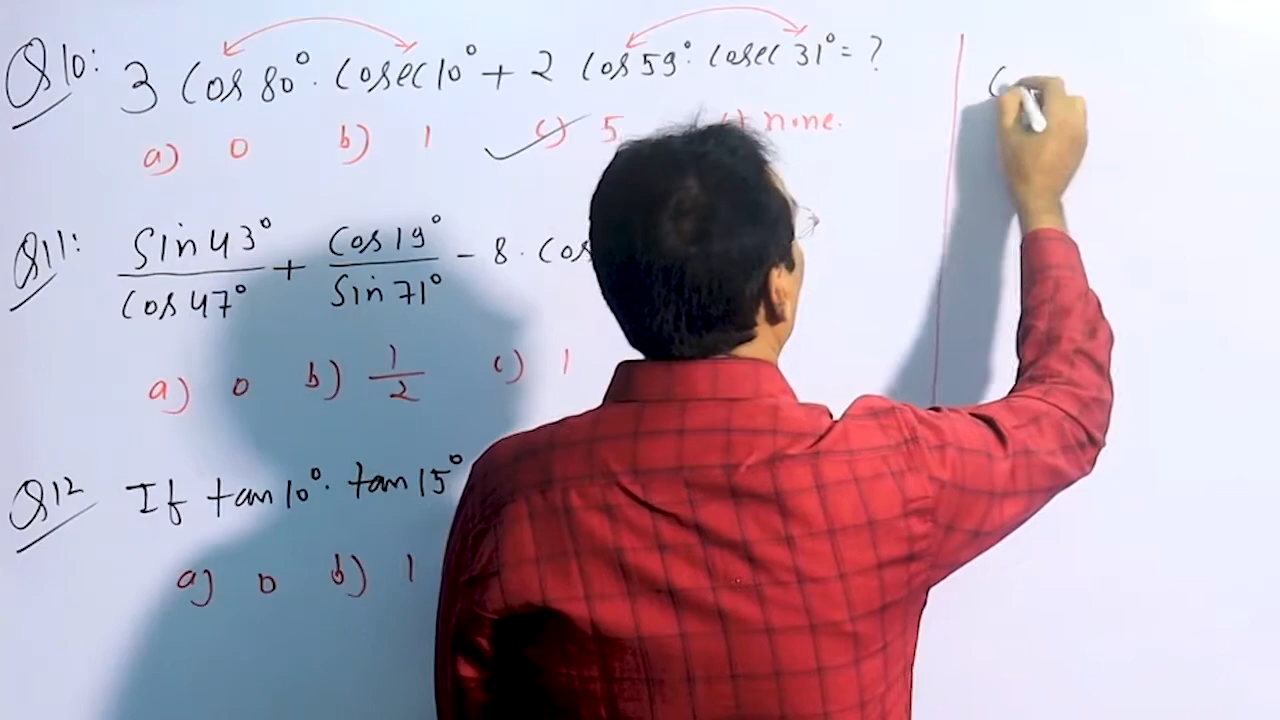 Q10: 3 Cos 80°. Cosec 10° + 2 Cos 59°. Cosec 31° = ?
a) 0 b) 1 c) 5 none.
Q11: Sin 43° / Cos 47° + Cos 19° / Sin 71° - 8. Cos
a) 0 b) 1/2 c) 1
Q12 If tan 10°. tan 15°
a) 0 b) 1